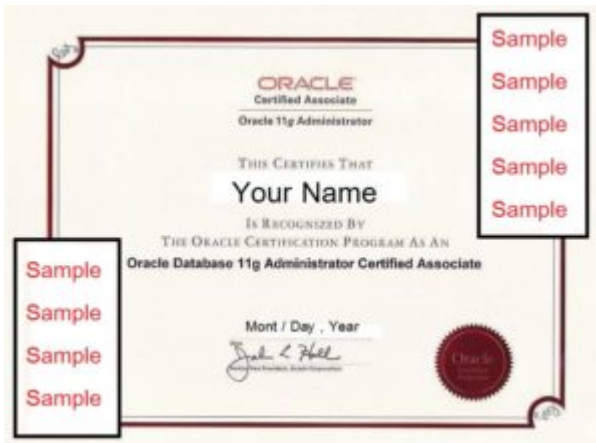 Sample
Sample
Sample
Sample
Sample
ORACLE
Certified Associate
Oracle 11g Administrator
THIS CERTIFIES THAT
Your Name
IS RECOGNIZED BY
THE ORACLE CERTIFICATION PROGRAM AS AN
Oracle Database 11g Administrator Certified Associate
Sample
Sample
Sample
Sample
Mont / Day , Year
Oracle